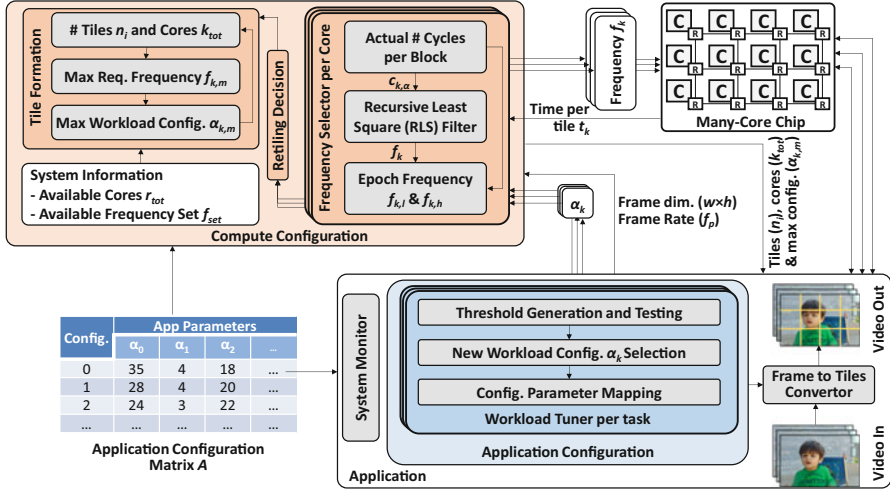 Tile Formation
# Tiles n_i and Cores k_tot
Max Req. Frequency f_k,m
Max Workload Config. α_k,m
System Information
- Available Cores r_tot
- Available Frequency Set f_set
Retiling Decision
Frequency Selector per Core
Actual # Cycles
per Block
c_k,α
Recursive Least
Square (RLS) Filter
f_k
Epoch Frequency
f_k,l & f_k,h
Compute Configuration
Frequency f_k
Time per
tile t_k
C C C C
R R R R
C C C C
R R R R
C C C C
R R R R
Many-Core Chip
α_k
Frame dim. (w×h)
Frame Rate (f_p)
Tiles (n_i), cores (k_tot)
& max config. (α_k,m)
Config. App Parameters
α_0 α_1 α_2 ...
0 35 4 18 ...
1 28 4 20 ...
2 24 3 22 ...
... ... ... ... ...
Application Configuration
Matrix A
System Monitor
Threshold Generation and Testing
New Workload Config. α_k Selection
Config. Parameter Mapping
Workload Tuner per task
Application Configuration
Application
Video Out
Frame to Tiles
Convertor
Video In